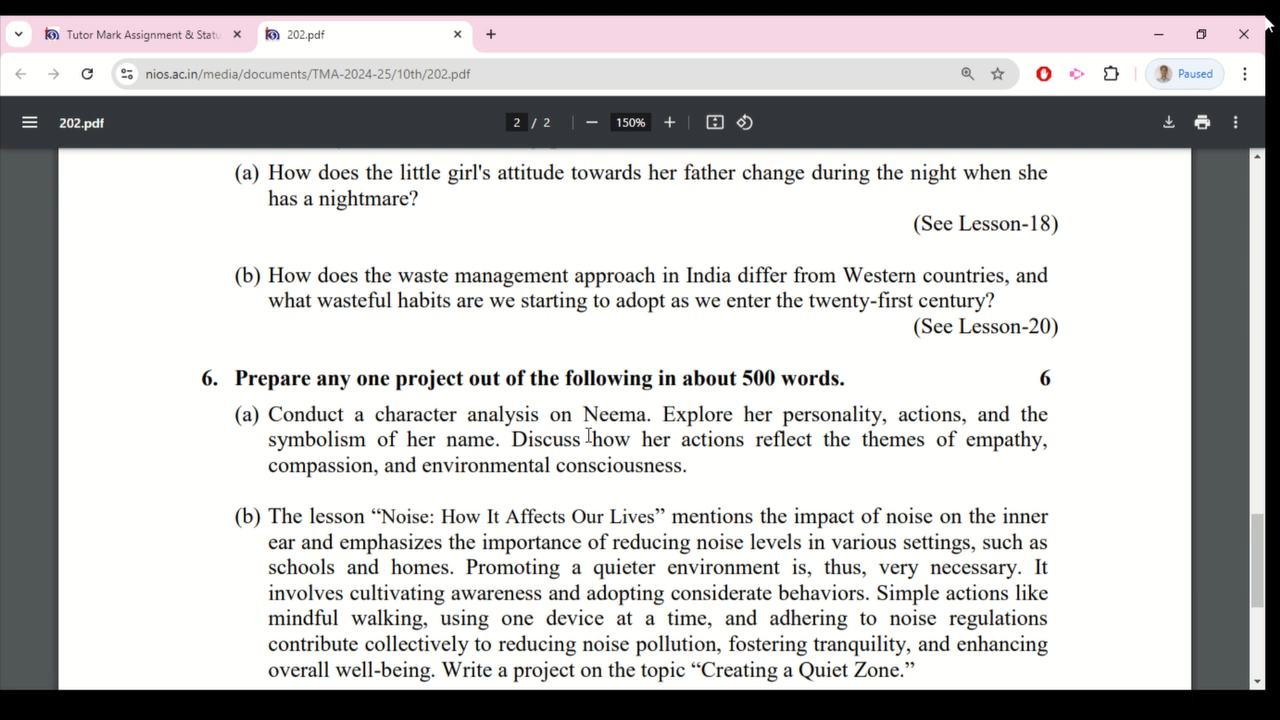 Tutor Mark Assignment & Statu
202.pdf
nios.ac.in/media/documents/TMA-2024-25/10th/202.pdf
Paused
202.pdf
2 / 2
150%
(a) How does the little girl's attitude towards her father change during the night when she
has a nightmare?
(See Lesson-18)
(b) How does the waste management approach in India differ from Western countries, and
what wasteful habits are we starting to adopt as we enter the twenty-first century?
(See Lesson-20)
6. Prepare any one project out of the following in about 500 words. 6
(a) Conduct a character analysis on Neema. Explore her personality, actions, and the
symbolism of her name. Discuss how her actions reflect the themes of empathy,
compassion, and environmental consciousness.
(b) The lesson “Noise: How It Affects Our Lives” mentions the impact of noise on the inner
ear and emphasizes the importance of reducing noise levels in various settings, such as
schools and homes. Promoting a quieter environment is, thus, very necessary. It
involves cultivating awareness and adopting considerate behaviors. Simple actions like
mindful walking, using one device at a time, and adhering to noise regulations
contribute collectively to reducing noise pollution, fostering tranquility, and enhancing
overall well-being. Write a project on the topic “Creating a Quiet Zone.”